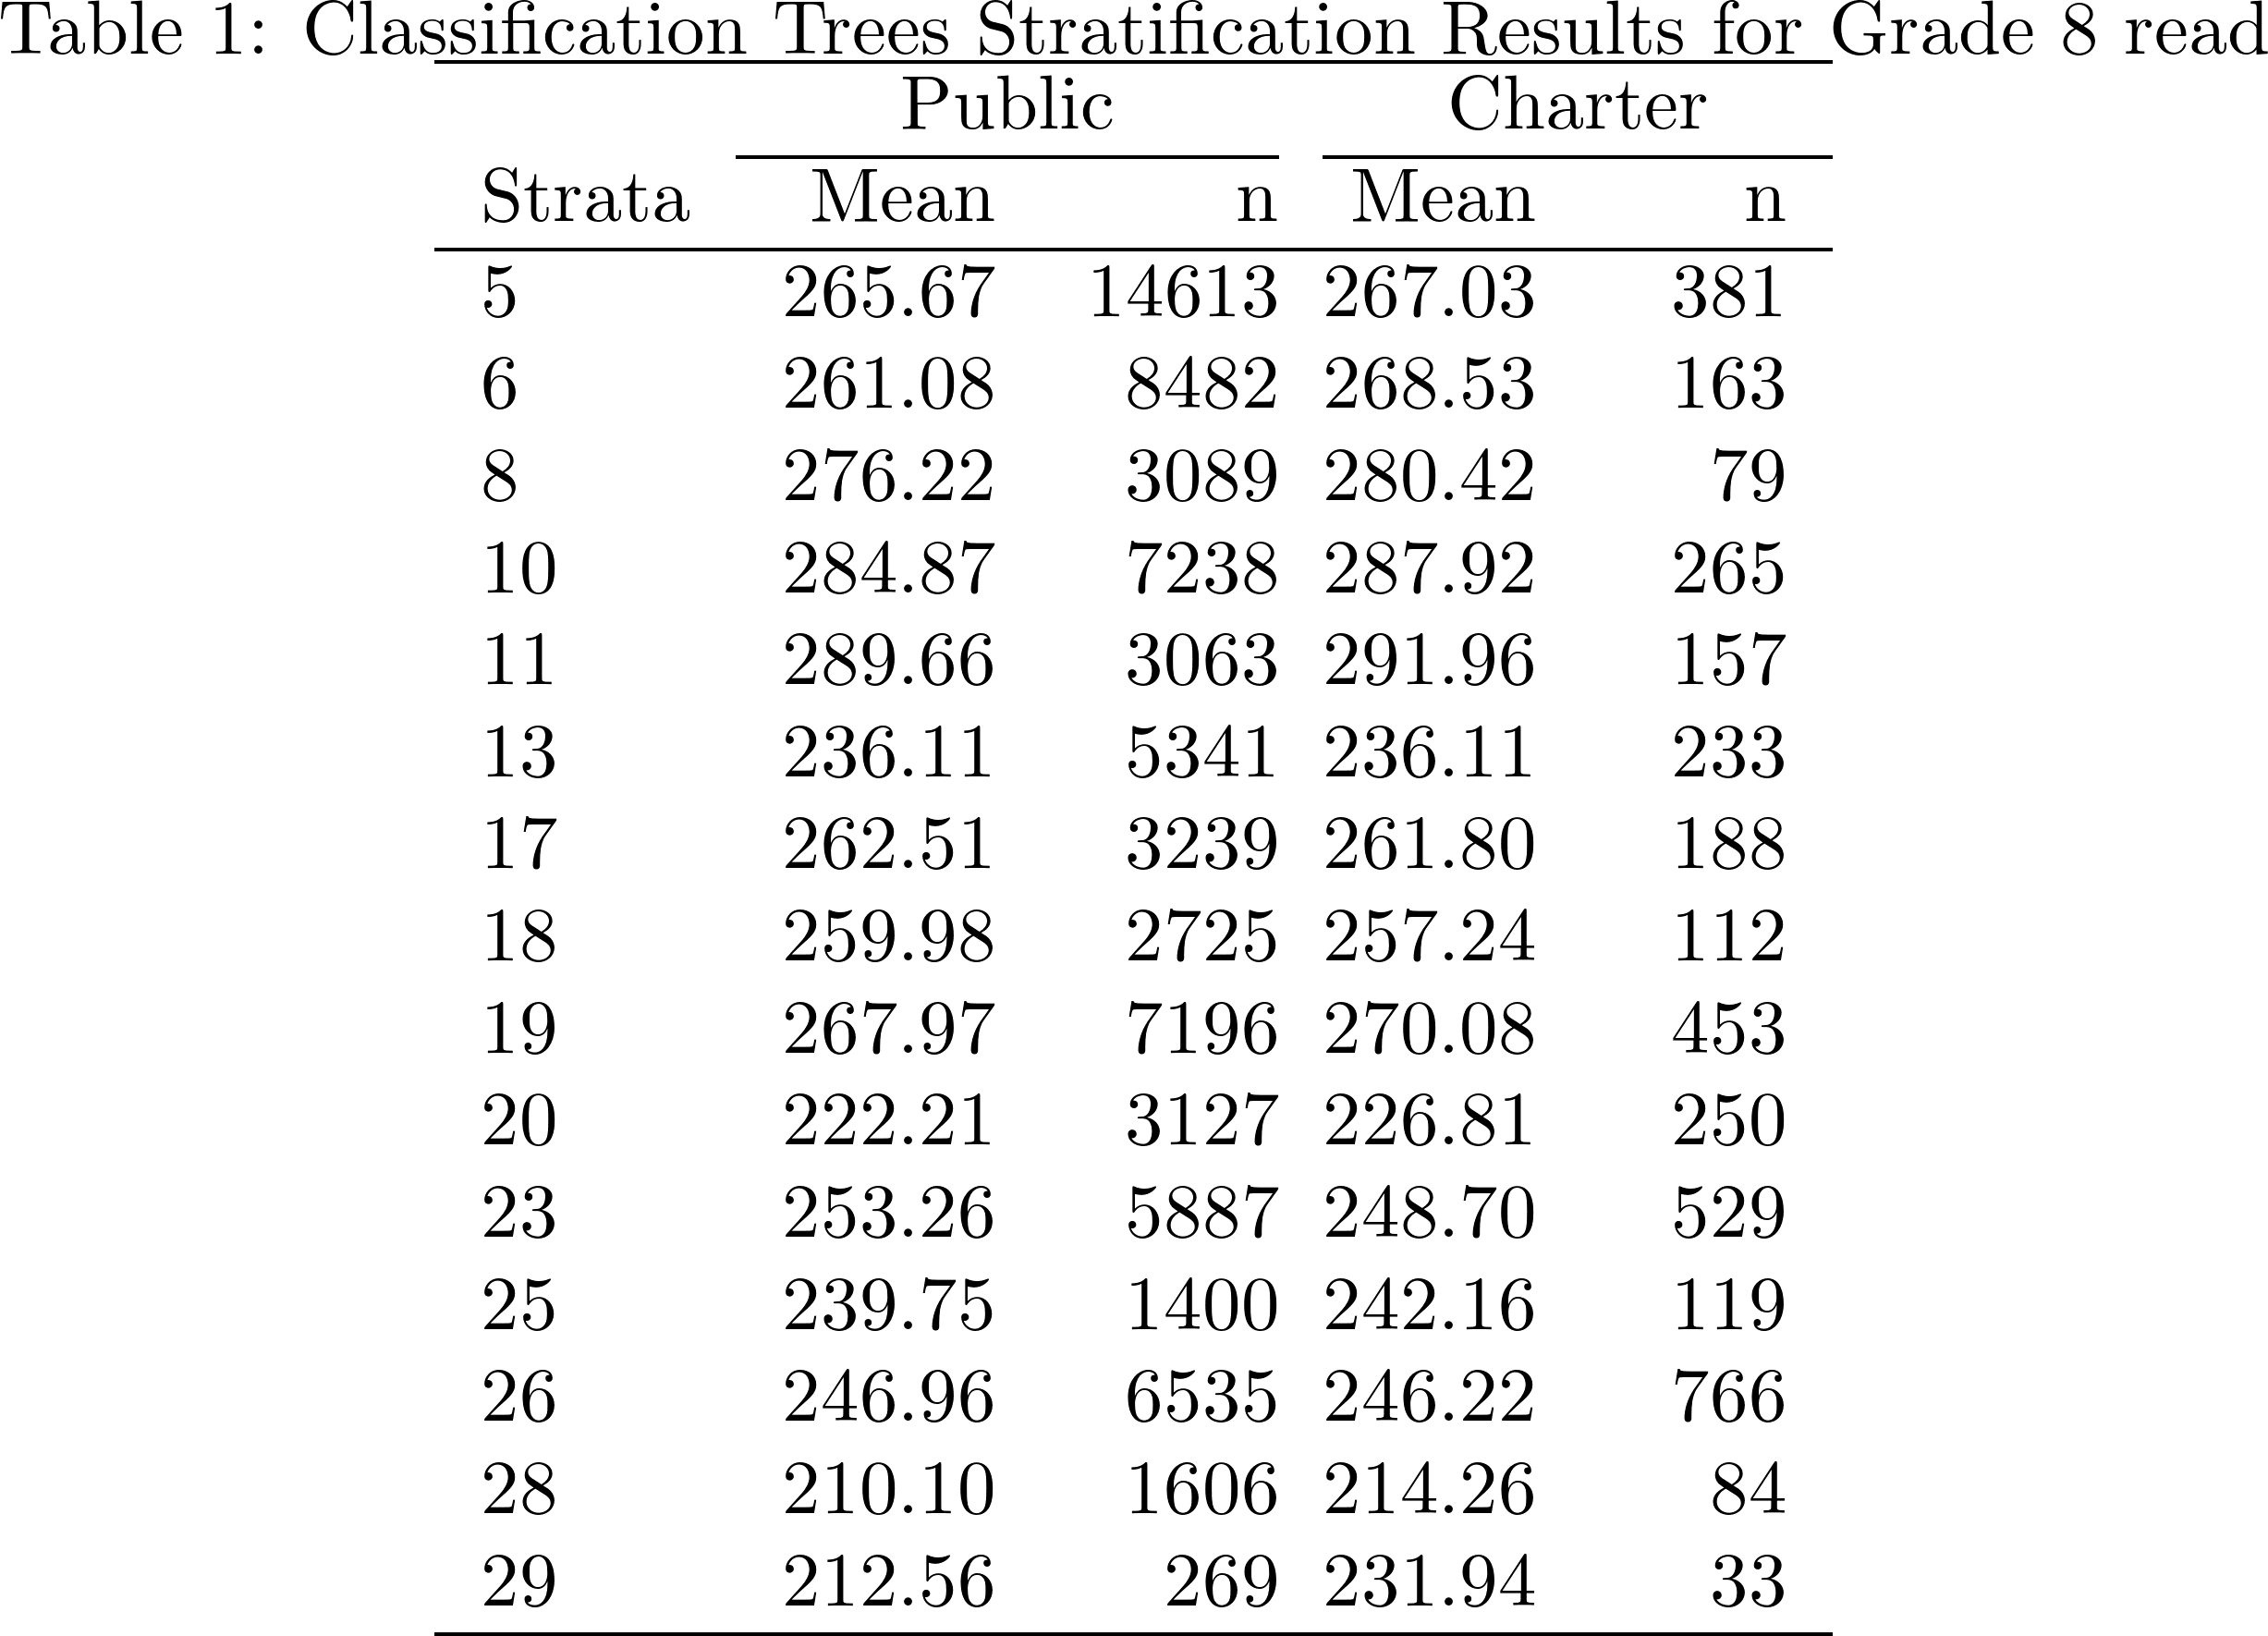 Table 1: Classification Trees Stratification Results for Grade 8 read
Public Charter
Strata Mean n Mean n
5 265.67 14613 267.03 381
6 261.08 8482 268.53 163
8 276.22 3089 280.42 79
10 284.87 7238 287.92 265
11 289.66 3063 291.96 157
13 236.11 5341 236.11 233
17 262.51 3239 261.80 188
18 259.98 2725 257.24 112
19 267.97 7196 270.08 453
20 222.21 3127 226.81 250
23 253.26 5887 248.70 529
25 239.75 1400 242.16 119
26 246.96 6535 246.22 766
28 210.10 1606 214.26 84
29 212.56 269 231.94 33